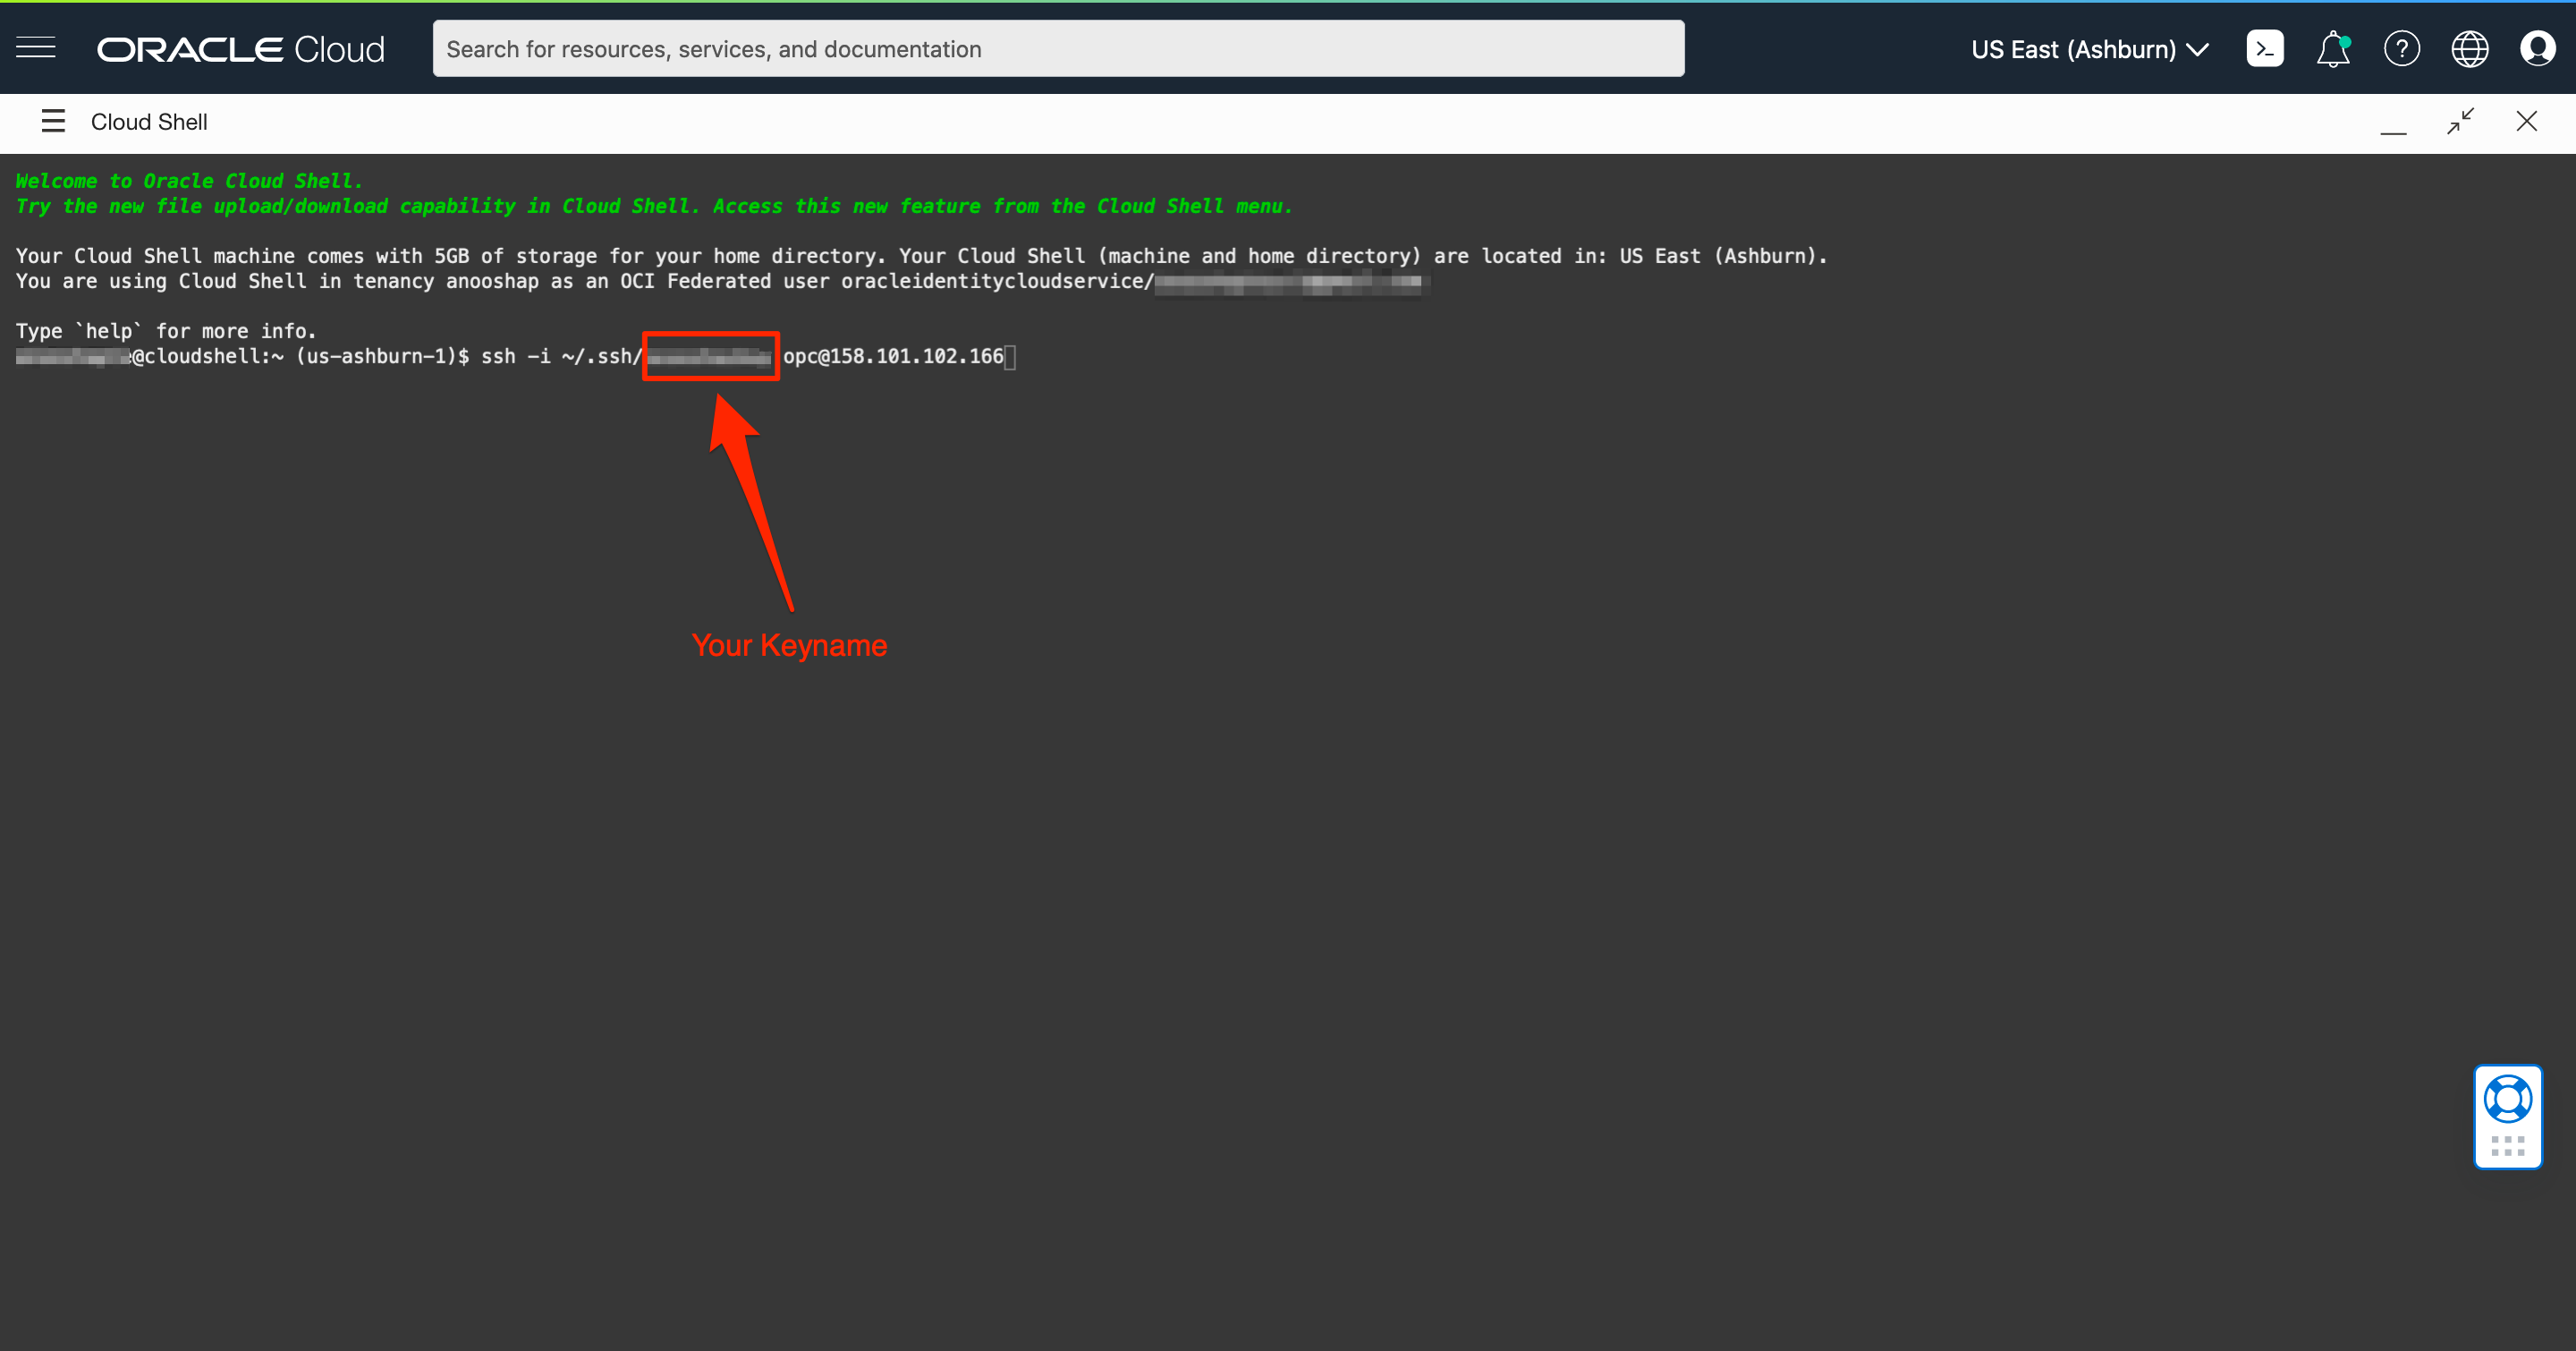 ORACLE Cloud
Search for resources, services, and documentation
US East (Ashburn)
Cloud Shell
Welcome to Oracle Cloud Shell.
Try the new file upload/download capability in Cloud Shell. Access this new feature from the Cloud Shell menu.
Your Cloud Shell machine comes with 5GB of storage for your home directory. Your Cloud Shell (machine and home directory) are located in: US East (Ashburn).
You are using Cloud Shell in tenancy anooshap as an OCI Federated user oracleidentitycloudservice/
Type `help` for more info.
@cloudshell:~ (us-ashburn-1)$ ssh -i ~/.ssh/ opc@158.101.102.166
Your Keyname